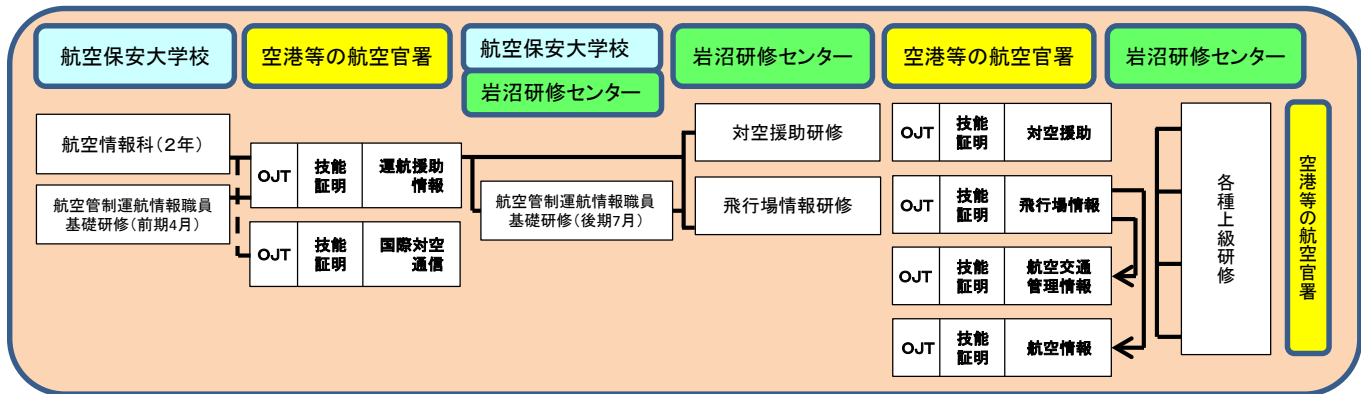 航空保安大学校
空港等の航空官署
航空保安大学校
岩沼研修センター
岩沼研修センター
空港等の航空官署
岩沼研修センター
航空情報科(2年)
航空管制運航情報職員
基礎研修(前期4月)
OJT
技能
証明
運航援助
情報
OJT
技能
証明
国際対空
通信
航空管制運航情報職員
基礎研修(後期7月)
対空援助研修
飛行場情報研修
OJT
技能
証明
対空援助
OJT
技能
証明
飛行場情報
OJT
技能
証明
航空交通
管理情報
OJT
技能
証明
航空情報
各種上級研修
空港等の航空官署